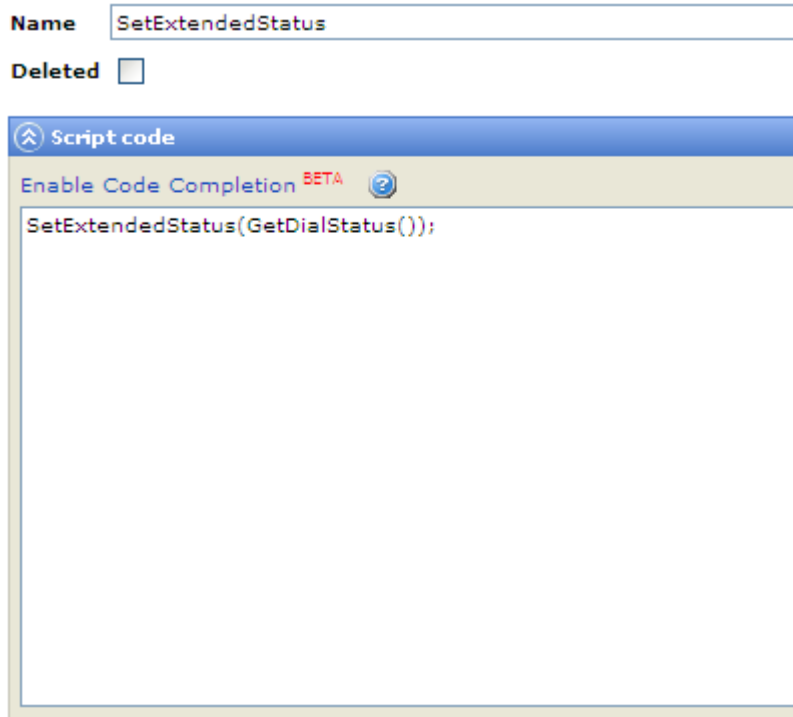 Name SetExtendedStatus
Deleted
Script code
Enable Code Completion BETA
SetExtendedStatus(GetDialStatus());